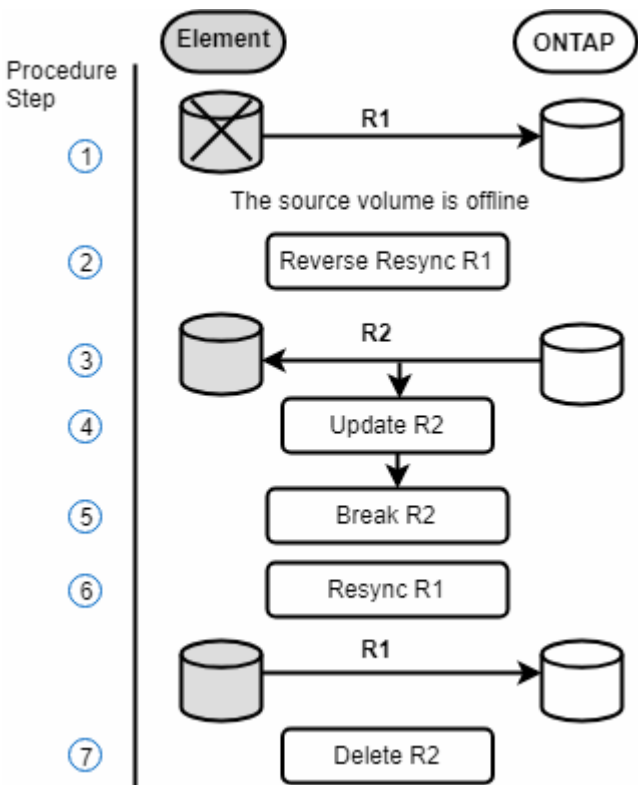 Element
ONTAP
Procedure
Step
R1
1
The source volume is offline
2
Reverse Resync R1
R2
3
4
Update R2
5
Break R2
6
Resync R1
R1
7
Delete R2